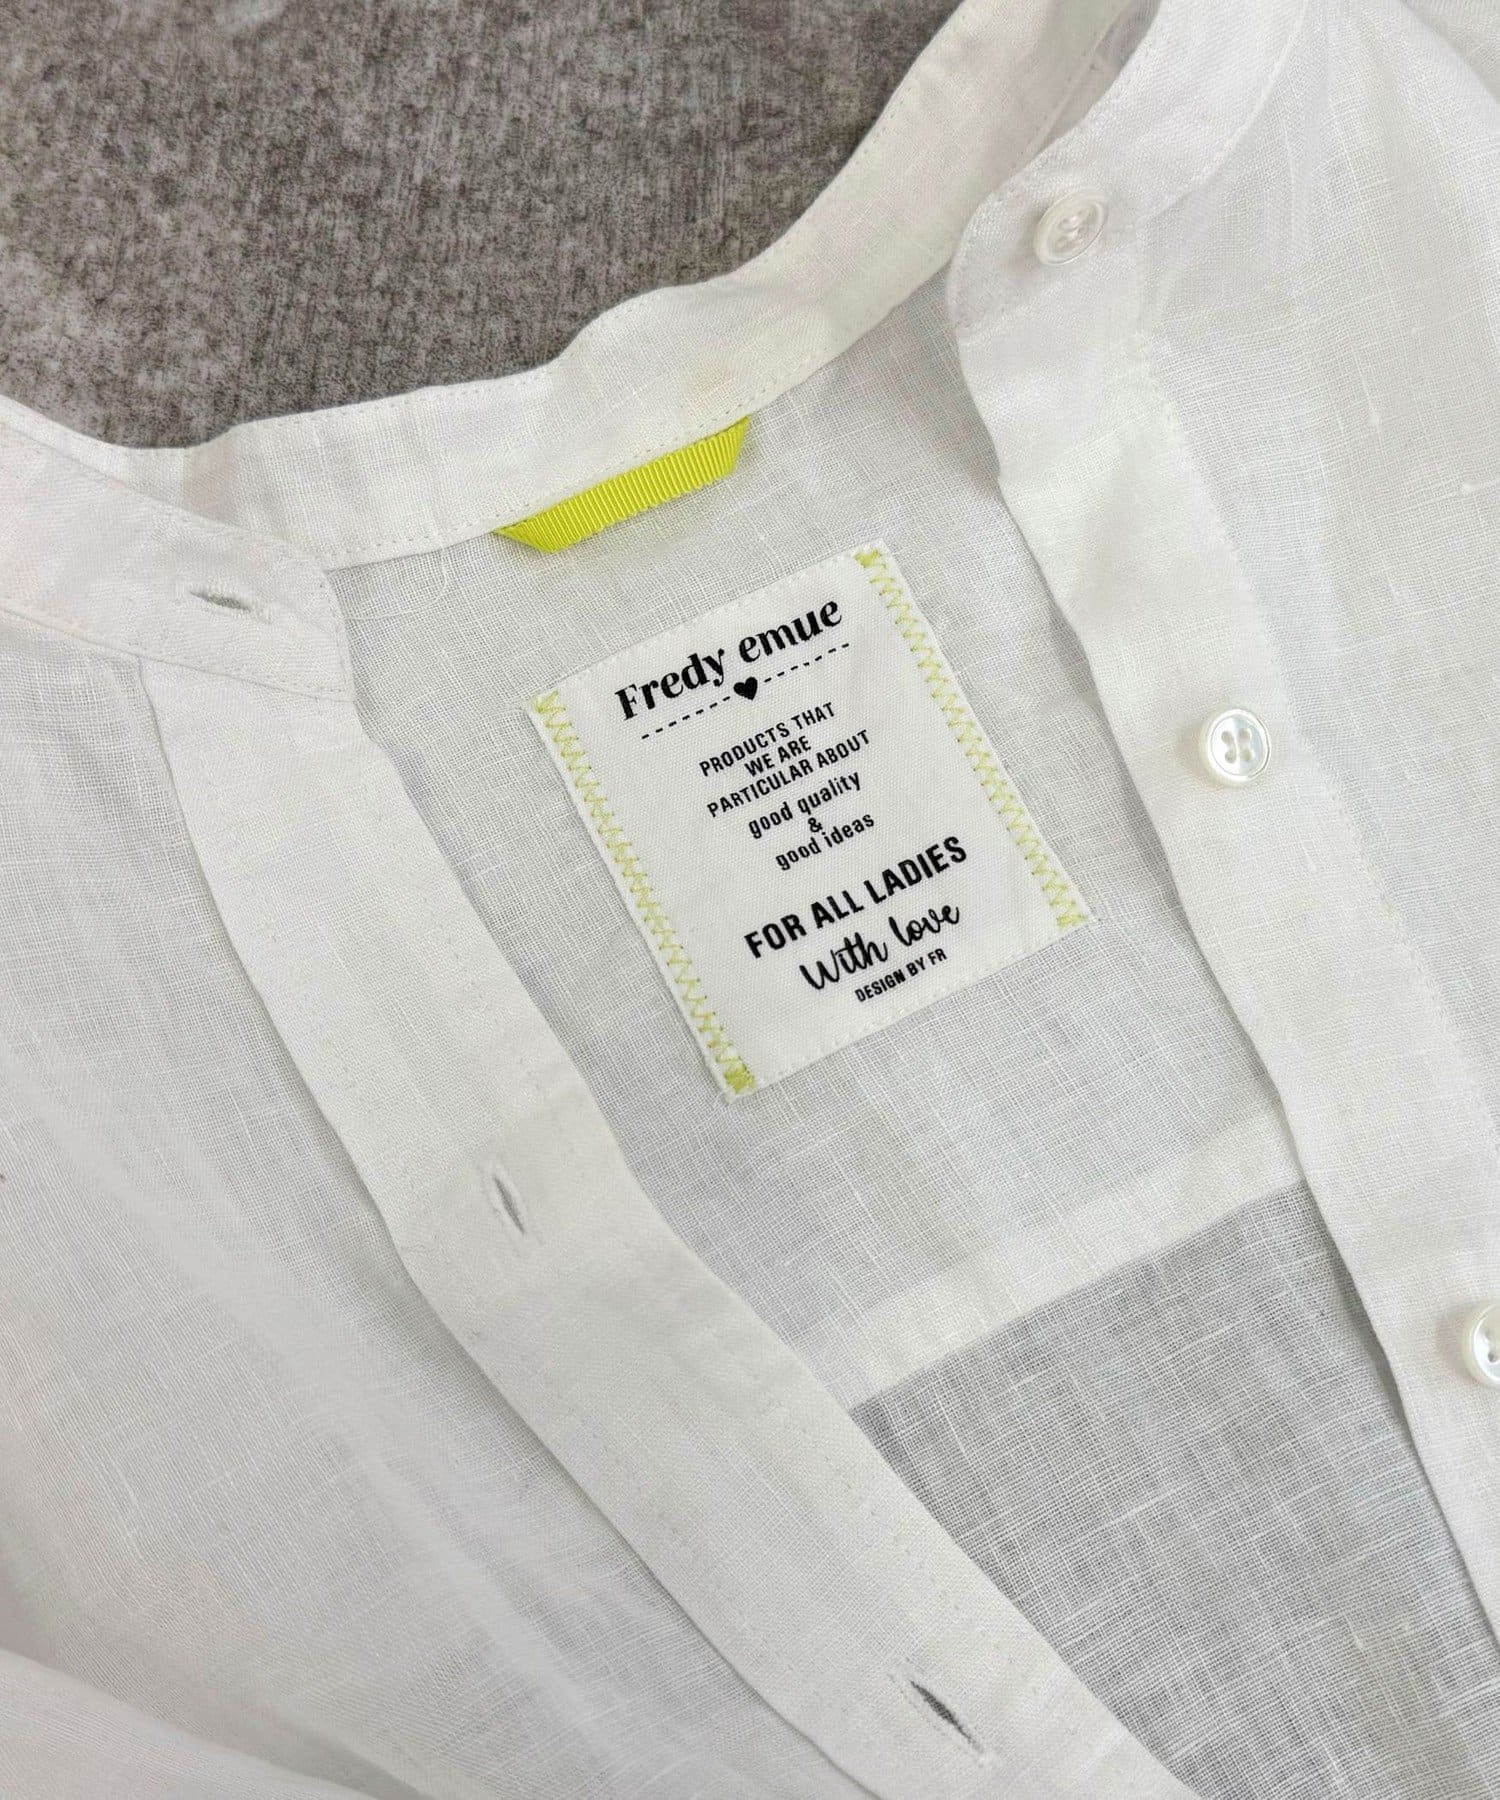 Fredy emue
PRODUCTS THAT
WE ARE
PARTICULAR ABOUT
good quality
&
good ideas
FOR ALL LADIES
With love
DESIGN BY FR